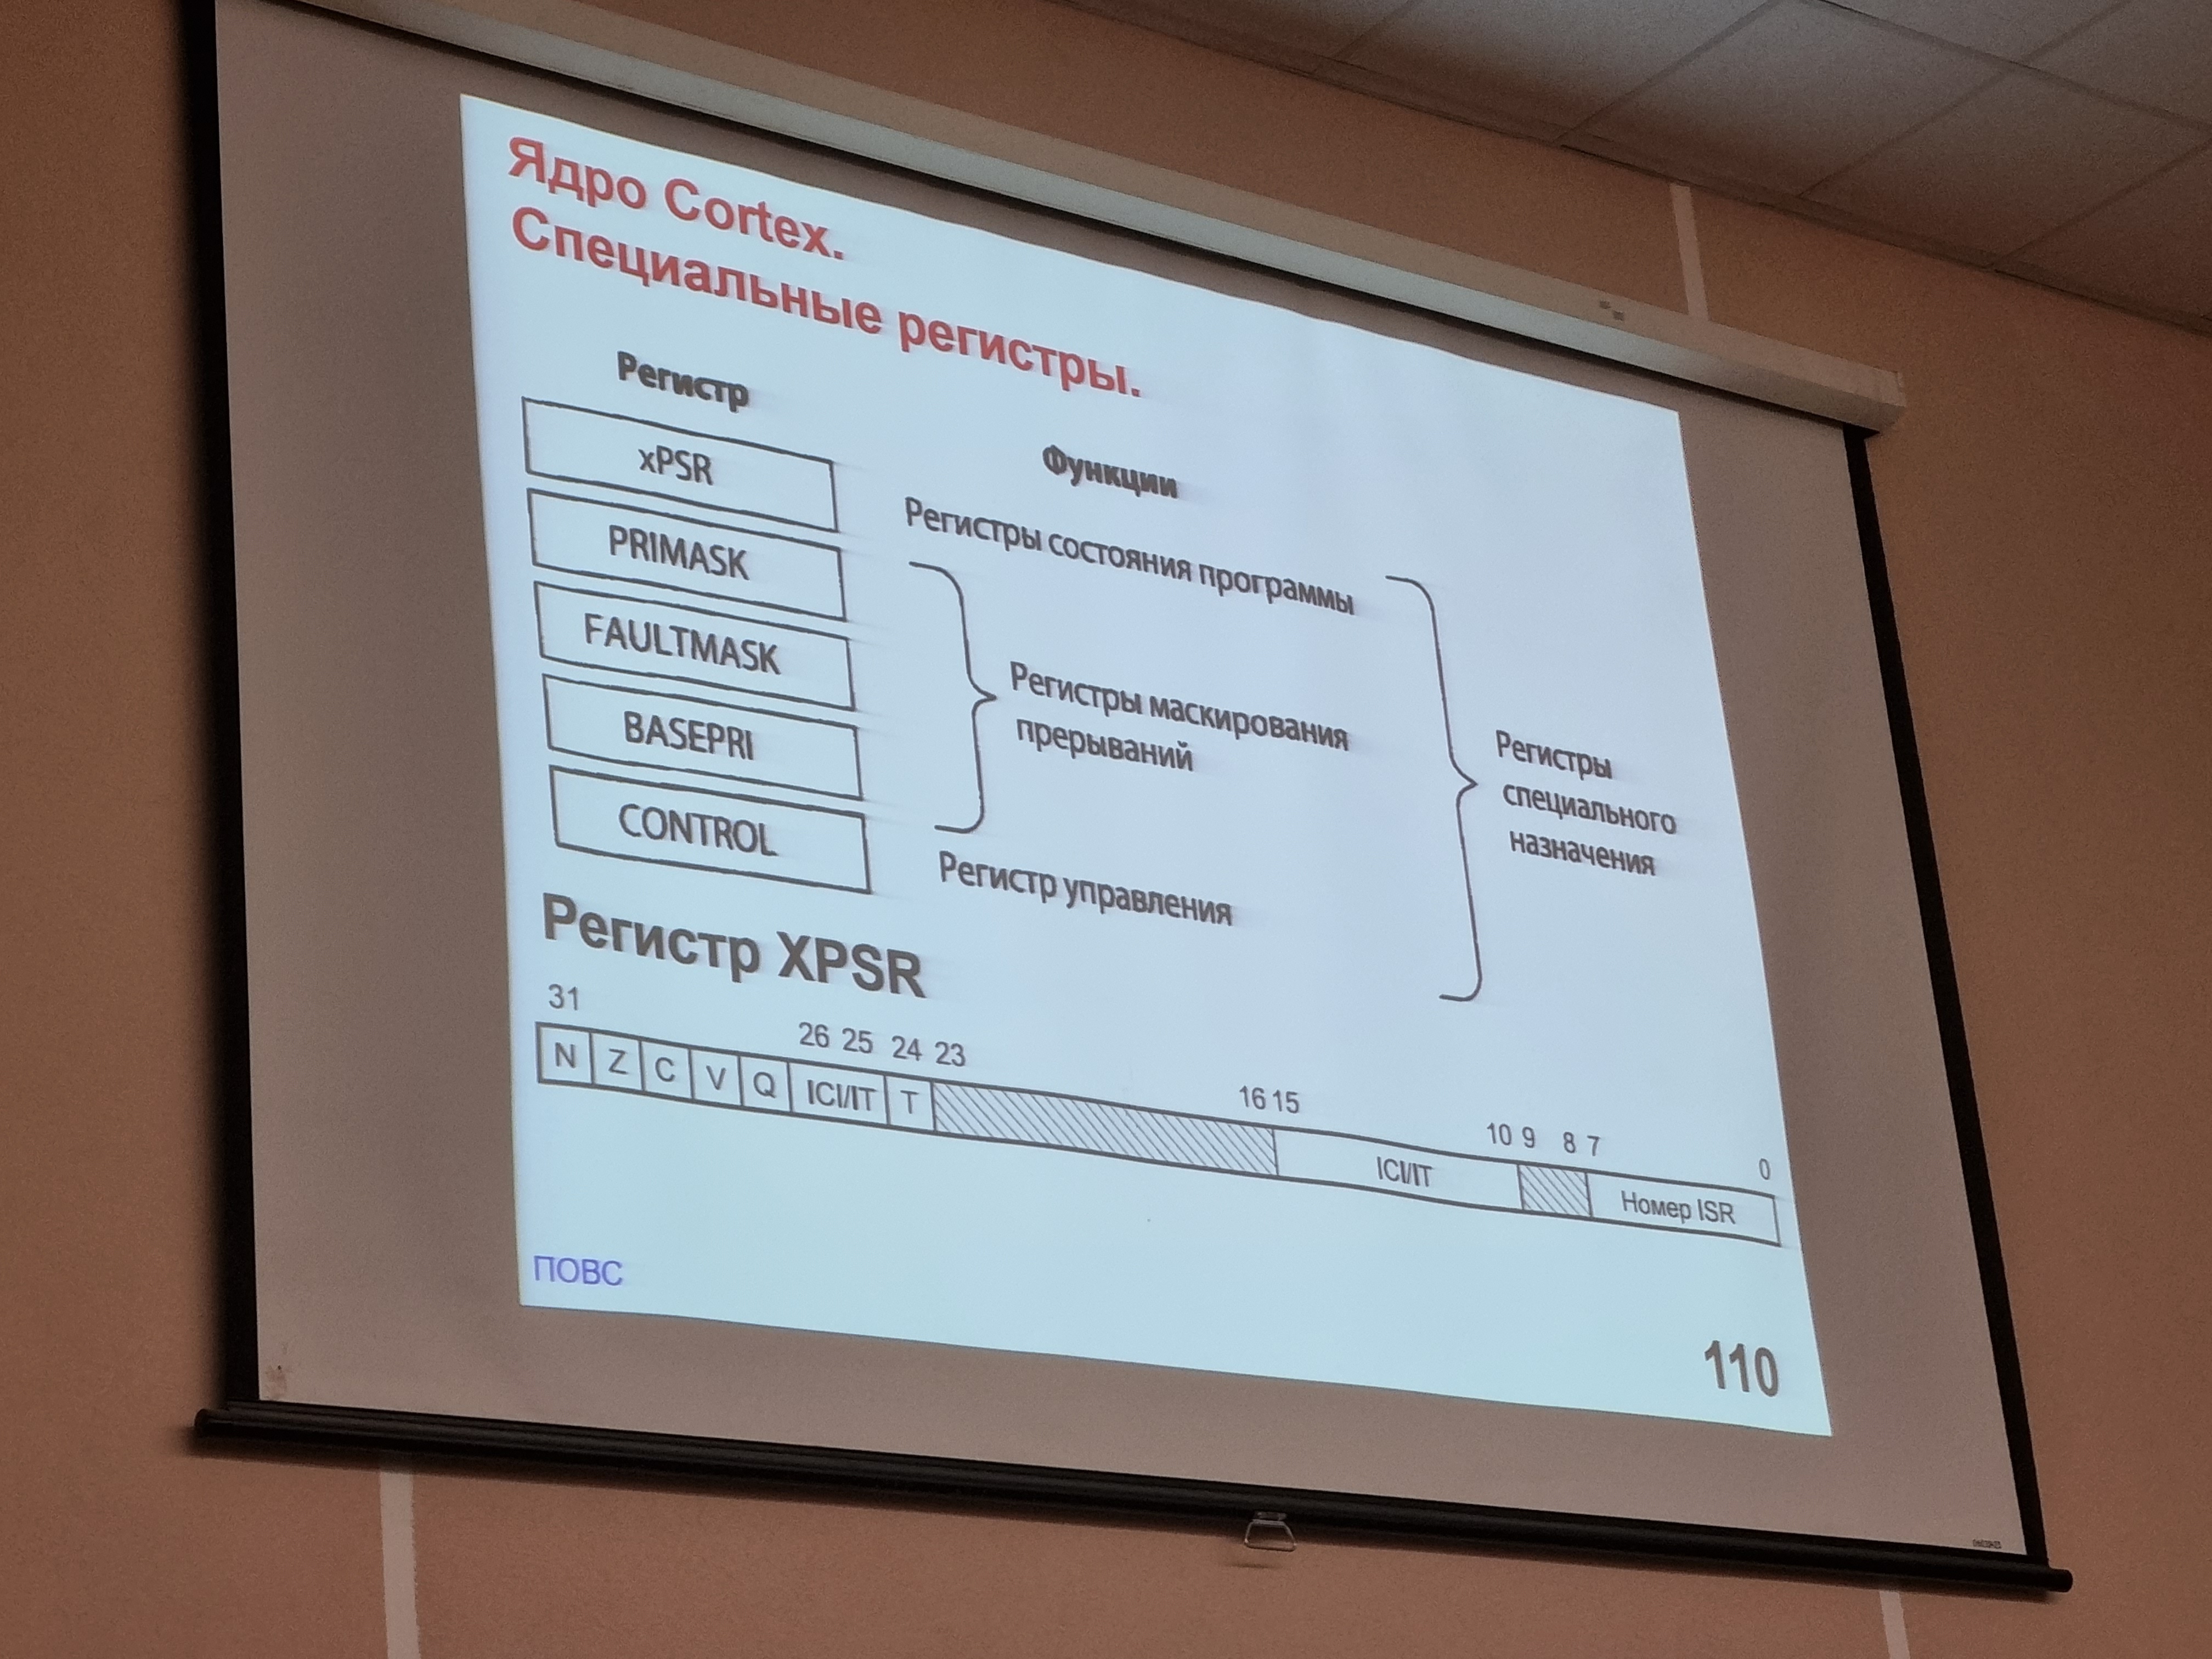 Ядро Cortex.
Специальные регистры.
Регистр
Функции
xPSR
Регистры состояния программы
PRIMASK
FAULTMASK
BASEPRI
Регистры маскирования
прерываний
CONTROL
Регистр управления
Регистры
специального
назначения
Регистр XPSR
31 26 25 24 23 16 15 10 9 8 7 0
N Z C V Q ICI/IT T ICI/IT Номер ISR
ПОВС
110